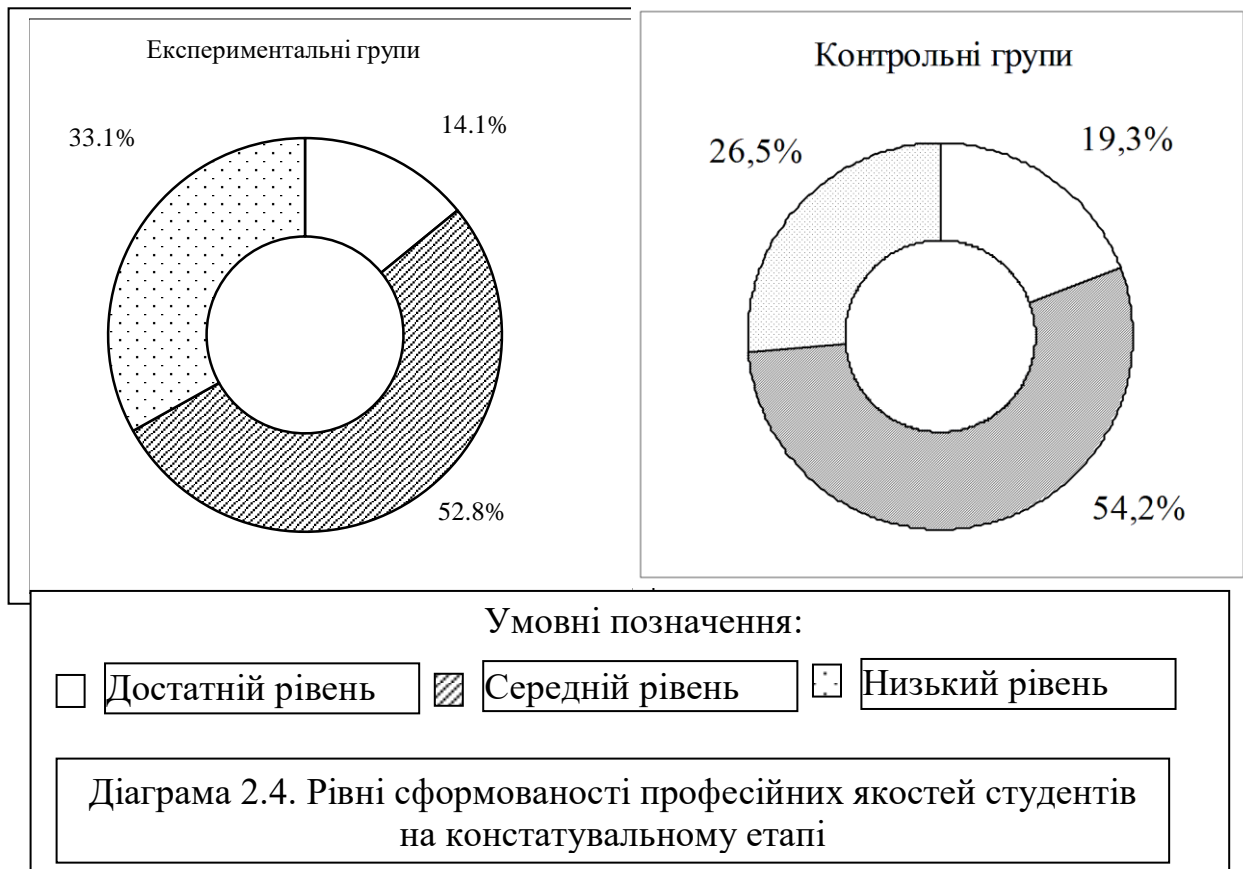 Експериментальні групи
33.1%
14.1%
52.8%
Контрольні групи
26,5%
19,3%
54,2%
Умовні позначення:
Достатній рівень
Середній рівень
Низький рівень
Діаграма 2.4. Рівні сформованості професійних якостей студентів
на констатувальному етапі